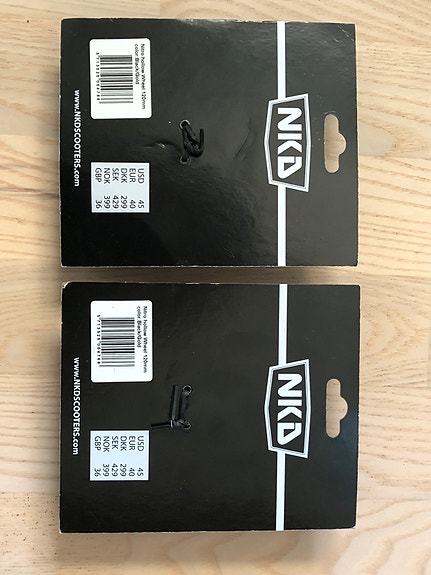 NKD
Nitro hollow Wheel 120mm
color:Black/Gold
USD 45
EUR 40
DKK 299
SEK 429
NOK 399
GBP 36
www.NKDSCOOTERS.com
NKD
Nitro hollow Wheel 120mm
color:Black/Gold
USD 45
EUR 40
DKK 299
SEK 429
NOK 399
GBP 36
www.NKDSCOOTERS.com